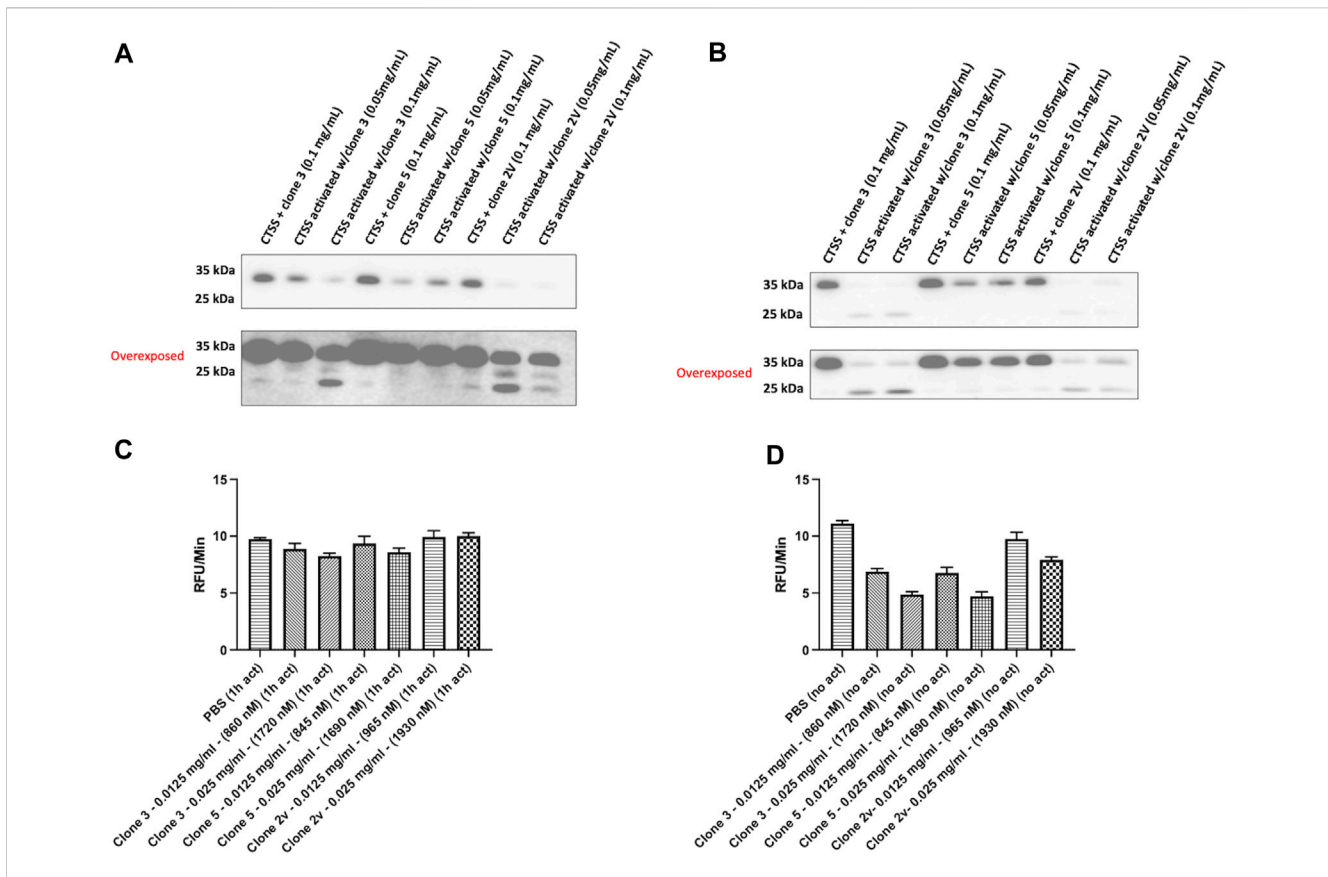 A
CTSS + clone 3 (0.1 mg/mL)
CTSS activated w/clone 3 (0.05mg/mL)
CTSS activated w/clone 3 (0.1mg/mL)
CTSS + clone 5 (0.1 mg/mL)
CTSS activated w/clone 5 (0.05mg/mL)
CTSS activated w/clone 5 (0.1mg/mL)
CTSS + clone 2V (0.1 mg/mL)
CTSS activated w/clone 2V (0.05mg/mL)
CTSS activated w/clone 2V (0.1mg/mL)
35 kDa
25 kDa
Overexposed
35 kDa
25 kDa
B
CTSS + clone 3 (0.1 mg/mL)
CTSS activated w/clone 3 (0.05mg/mL)
CTSS activated w/clone 3 (0.1mg/mL)
CTSS + clone 5 (0.1 mg/mL)
CTSS activated w/clone 5 (0.05mg/mL)
CTSS activated w/clone 5 (0.1mg/mL)
CTSS + clone 2V (0.1 mg/mL)
CTSS activated w/clone 2V (0.05mg/mL)
CTSS activated w/clone 2V (0.1mg/mL)
35 kDa
25 kDa
Overexposed
35 kDa
25 kDa
C
RFU/Min
15
10
5
0
PBS (1h act)
Clone 3 - 0.0125 mg/ml - (860 nM) (1h act)
Clone 3 - 0.025 mg/ml - (1720 nM) (1h act)
Clone 5 - 0.0125 mg/ml - (845 nM) (1h act)
Clone 5 - 0.025 mg/ml - (1690 nM) (1h act)
Clone 2v - 0.0125 mg/ml - (965 nM) (1h act)
Clone 2v - 0.025 mg/ml - (1930 nM) (1h act)
D
RFU/Min
15
10
5
0
PBS (no act)
Clone 3 - 0.0125 mg/ml - (860 nM) (no act)
Clone 3 - 0.025 mg/ml - (1720 nM) (no act)
Clone 5 - 0.0125 mg/ml - (845 nM) (no act)
Clone 5 - 0.025 mg/ml - (1690 nM) (no act)
Clone 2v- 0.0125 mg/ml - (965 nM) (no act)
Clone 2v- 0.025 mg/ml - (1930 nM) (no act)